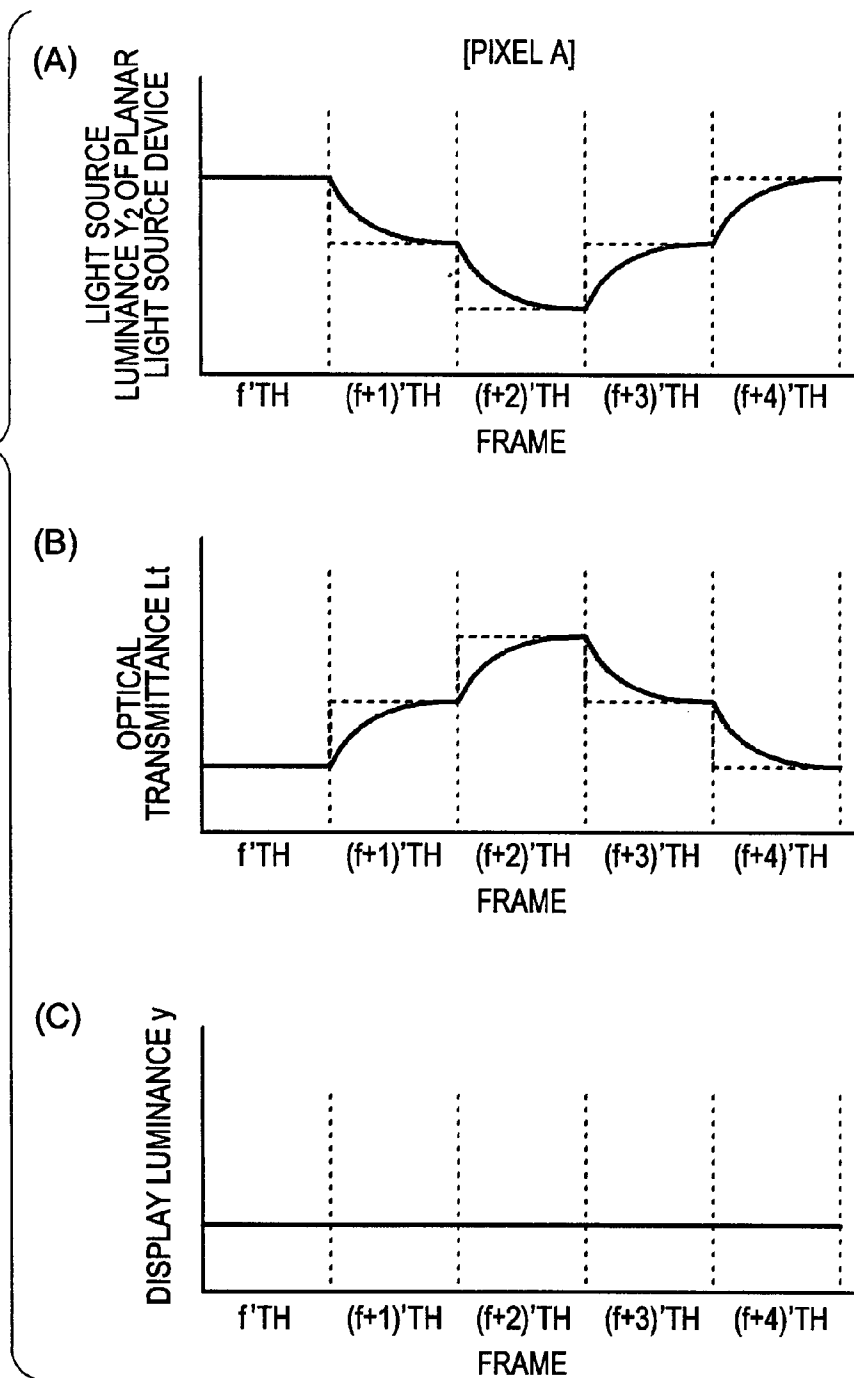 (A)
[PIXEL A]
LIGHT SOURCE
LUMINANCE Y₂ OF PLANAR
LIGHT SOURCE DEVICE
f'TH (f+1)'TH (f+2)'TH (f+3)'TH (f+4)'TH
FRAME
(B)
OPTICAL
TRANSMITTANCE Lt
f'TH (f+1)'TH (f+2)'TH (f+3)'TH (f+4)'TH
FRAME
(C)
DISPLAY LUMINANCE y
f'TH (f+1)'TH (f+2)'TH (f+3)'TH (f+4)'TH
FRAME